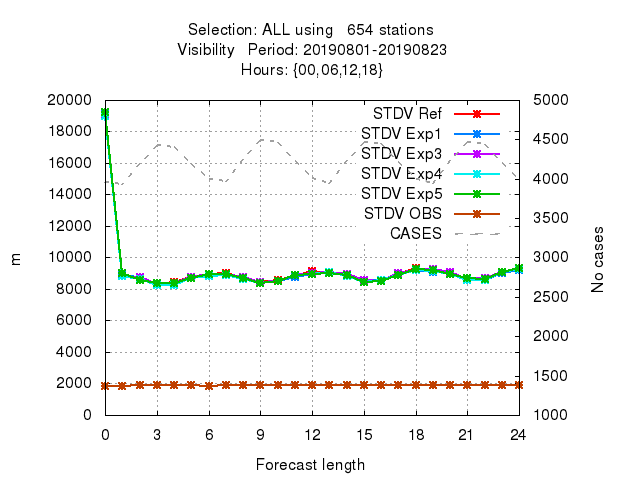 Selection: ALL using   654 stations
Visibility   Period: 20190801-20190823
Hours: {00,06,12,18}
20000 5000
18000 4500
16000 4000
14000 3500
12000 3000
10000 2500
8000 2000
6000 1500
4000 1000
2000
0
STDV Ref
STDV Exp1
STDV Exp3
STDV Exp4
STDV Exp5
STDV OBS
CASES
m
No cases
0 3 6 9 12 15 18 21 24
Forecast length